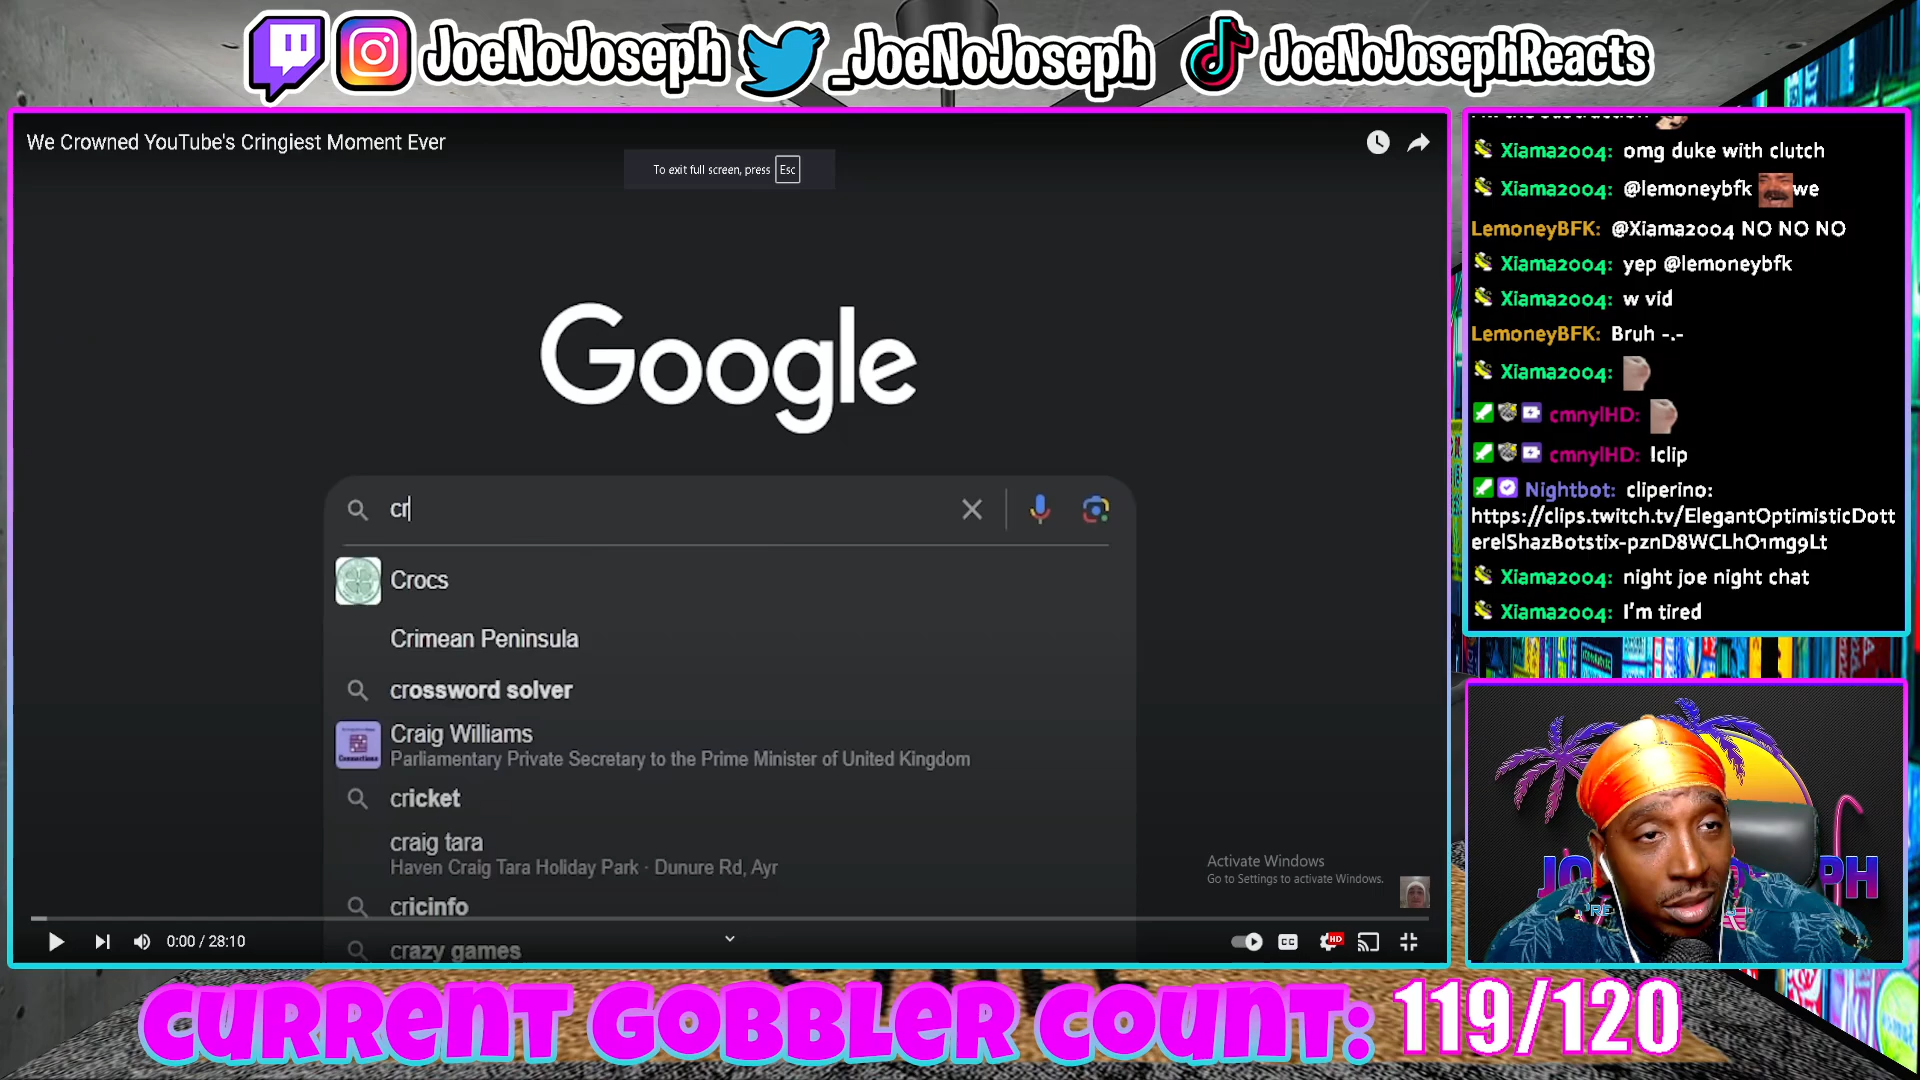 JoeNoJoseph _JoeNoJoseph JoeNoJosephReacts
We Crowned YouTube's Cringiest Moment Ever
To exit full screen, press Esc
Google
cr
Crocs
Crimean Peninsula
crossword solver
Craig Williams
Parliamentary Private Secretary to the Prime Minister of United Kingdom
cricket
craig tara
Haven Craig Tara Holiday Park · Dunure Rd, Ayr
cricinfo
crazy games
Activate Windows
Go to Settings to activate Windows.
0:00 / 28:10
CC
HD
Xiama2004: omg duke with clutch
Xiama2004: @lemoneybfk we
LemoneyBFK: @Xiama2004 NO NO NO
Xiama2004: yep @lemoneybfk
Xiama2004: w vid
LemoneyBFK: Bruh -.-
Xiama2004:
cmnylHD:
cmnylHD: !clip
Nightbot: cliperino:
https://clips.twitch.tv/ElegantOptimisticDott
erelShazBotstix-pznD8WCLhO1mg9Lt
Xiama2004: night joe night chat
Xiama2004: I'm tired
CURRENT GOBBLER COUNT: 119/120